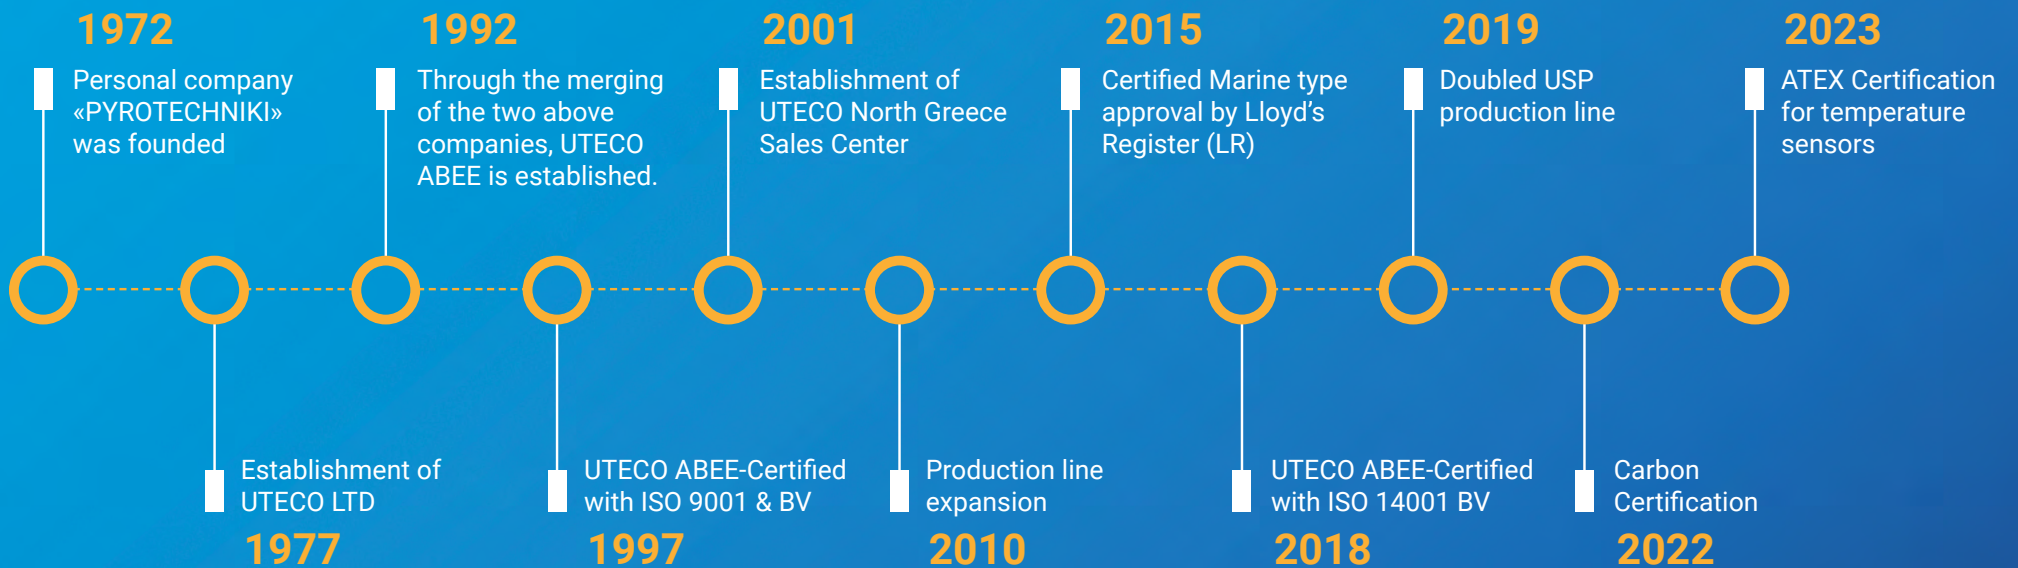 1972
Personal company
«PYROTECHNIKI»
was founded
1977
Establishment of
UTECO LTD
1992
Through the merging
of the two above
companies, UTECO
ABEE is established.
1997
UTECO ABEE-Certified
with ISO 9001 & BV
2001
Establishment of
UTECO North Greece
Sales Center
2010
Production line
expansion
2015
Certified Marine type
approval by Lloyd’s
Register (LR)
2018
UTECO ABEE-Certified
with ISO 14001 BV
2019
Doubled USP
production line
2022
Carbon
Certification
2023
ATEX Certification
for temperature
sensors